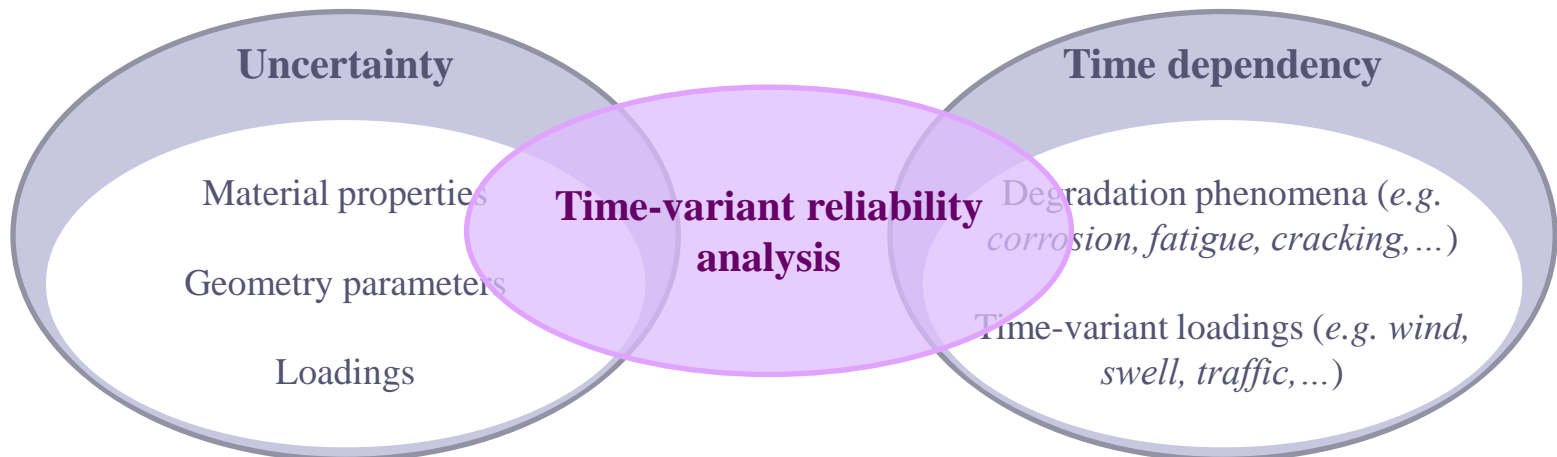 Uncertainty
Material properties
Geometry parameters
Loadings
Time-variant reliability
analysis
Time dependency
Degradation phenomena (e.g.
corrosion, fatigue, cracking,…)
Time-variant loadings (e.g. wind,
swell, traffic,…)